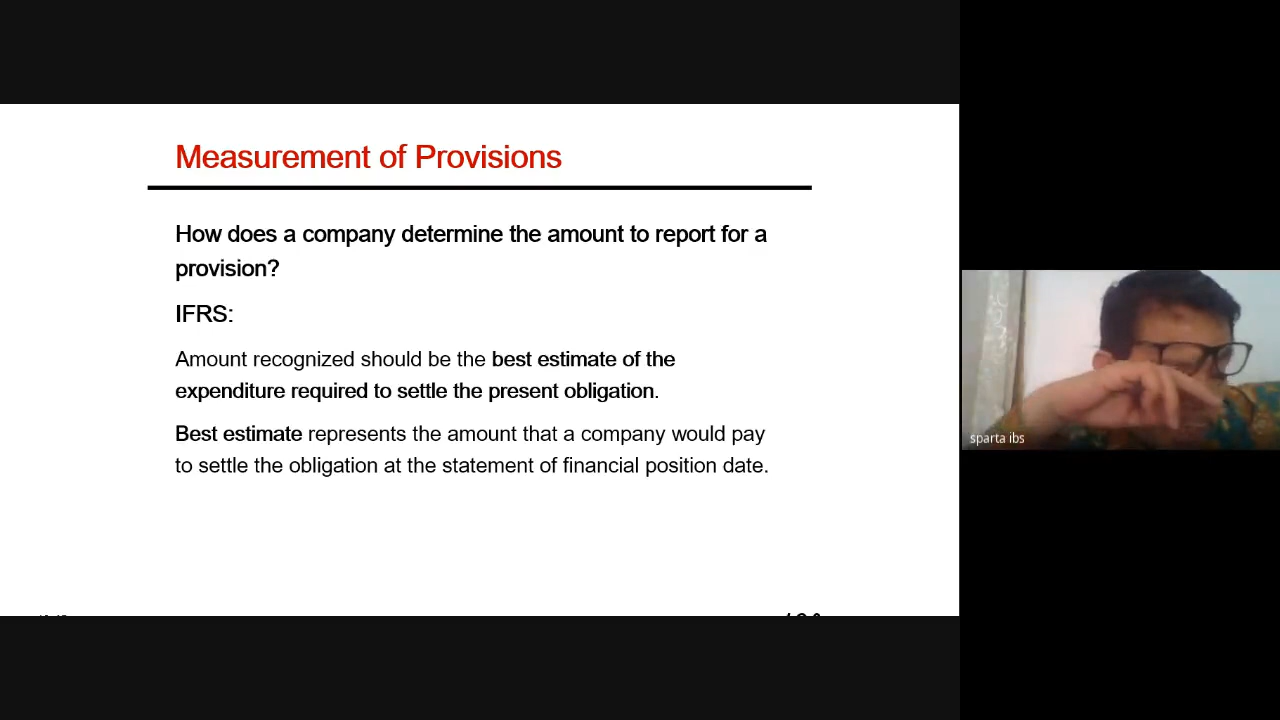 Measurement of Provisions
How does a company determine the amount to report for a
provision?
IFRS:
Amount recognized should be the best estimate of the
expenditure required to settle the present obligation.
Best estimate represents the amount that a company would pay
to settle the obligation at the statement of financial position date.
sparta ibs